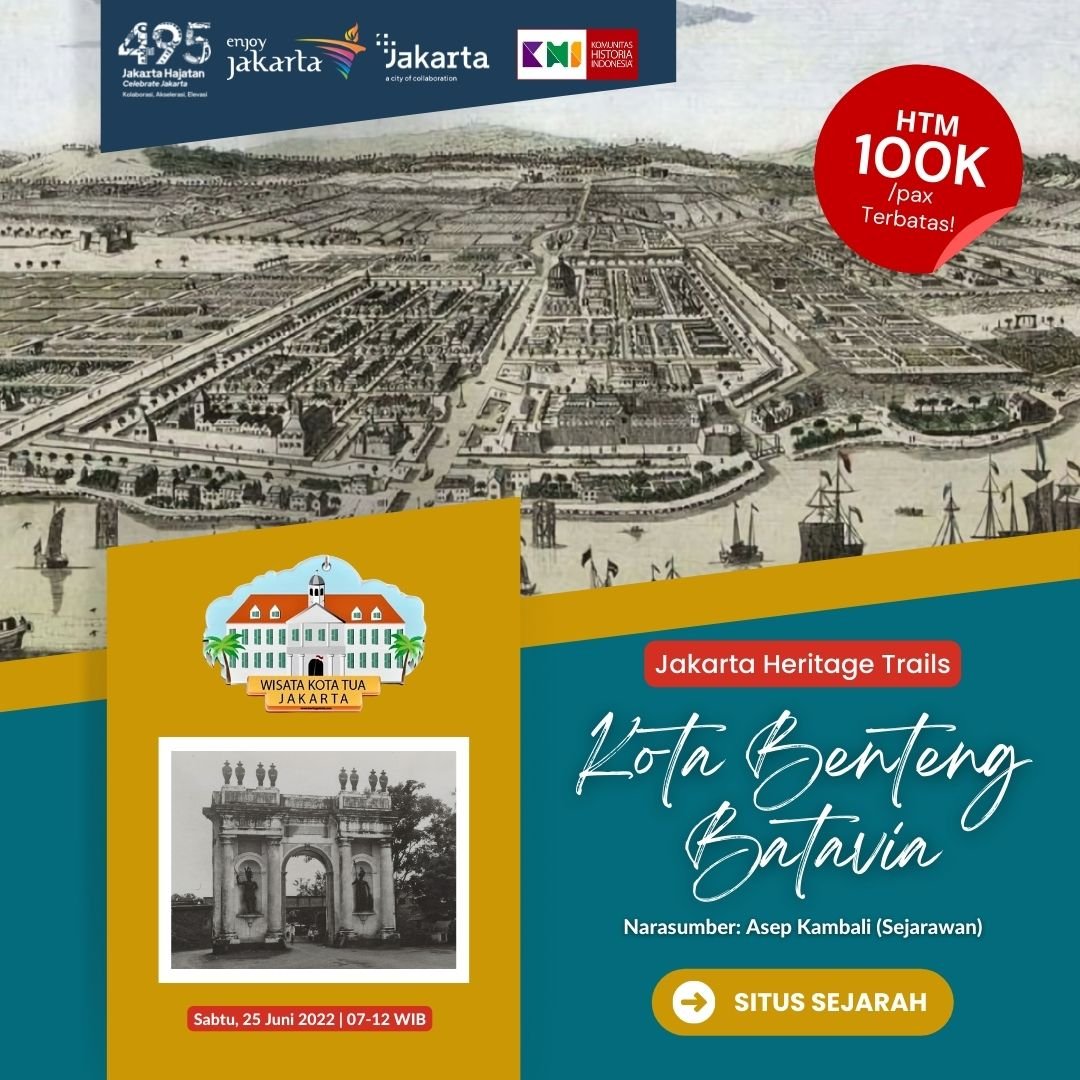 495
Jakarta Hajatan
Celebrate Jakarta
Kolaborasi, Akselerasi, Elevasi
enjoy
jakarta
Jakarta
a city of collaboration
KHI
KOMUNITAS
HISTORIA
INDONESIA
HTM
100K
/pax
Terbatas!
WISATA KOTA TUA
JAKARTA
Sabtu, 25 Juni 2022 | 07-12 WIB
Jakarta Heritage Trails
Kota Benteng
Batavia
Narasumber: Asep Kambali (Sejarawan)
SITUS SEJARAH